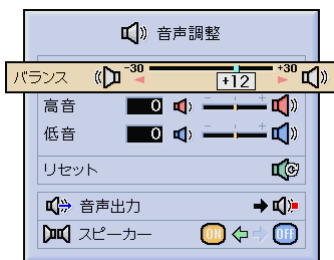 音声調整
バランス -30 +12 +30
高音 0 - +
低音 0 - +
リセット
音声出力
スピーカー ON OFF